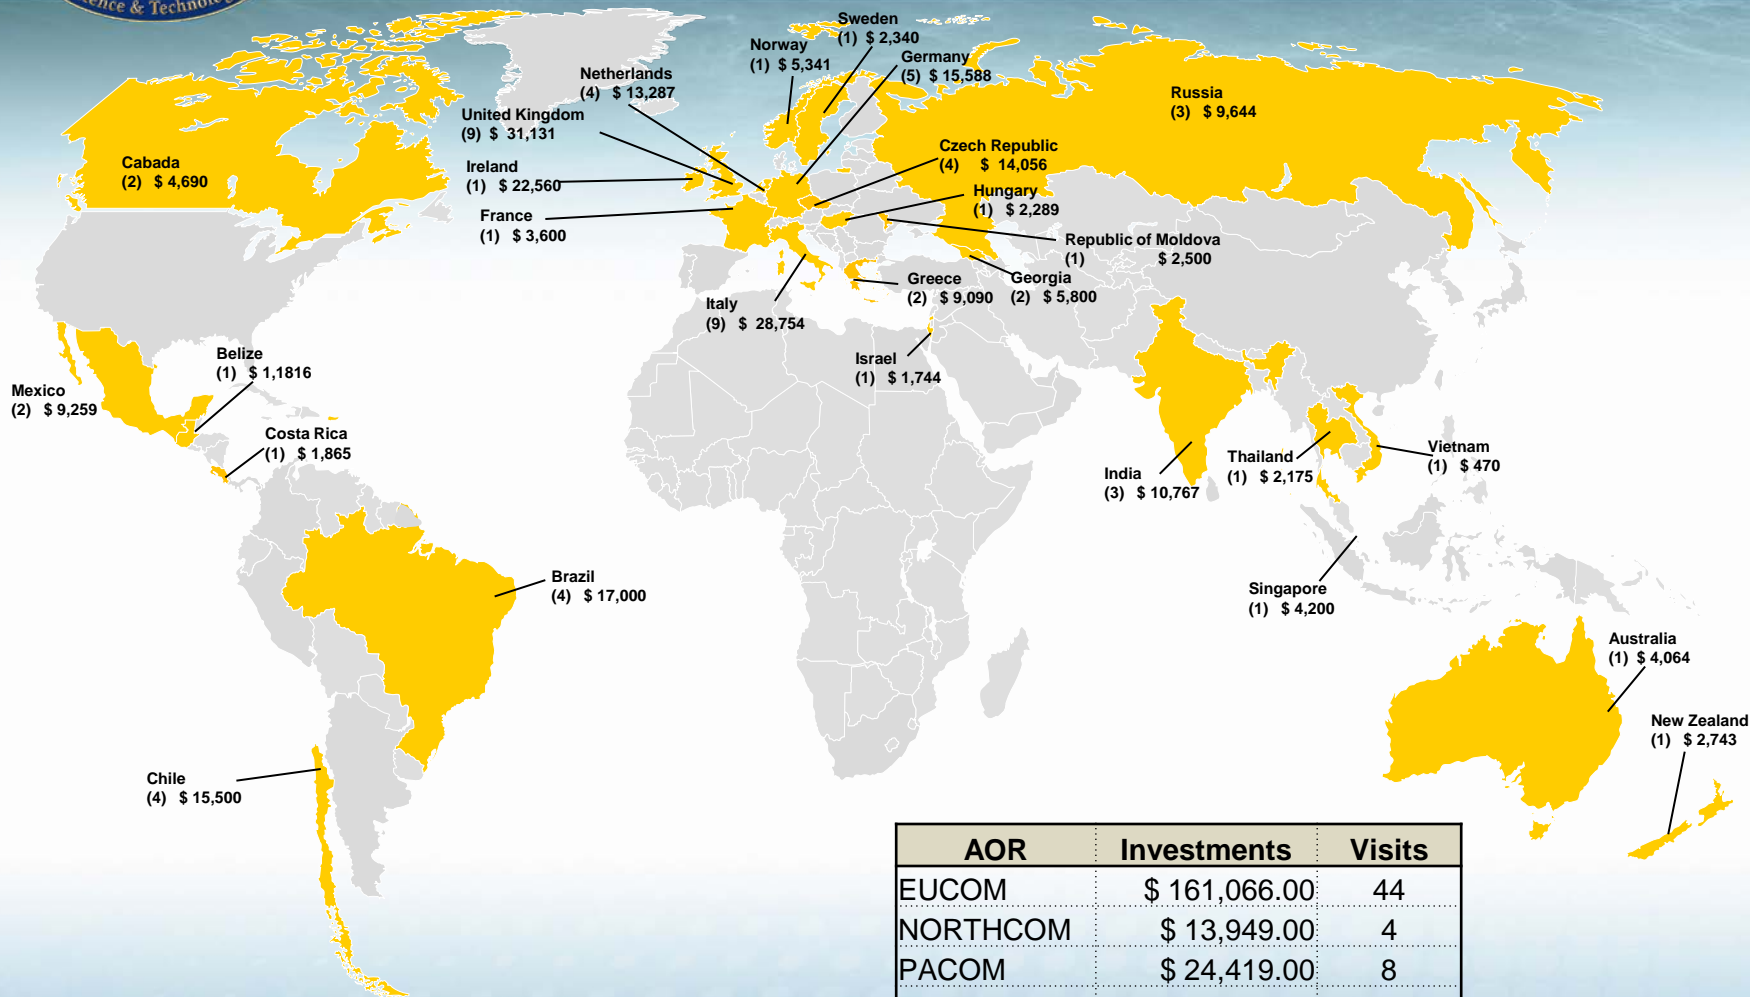 ence & Technolog
Sweden
(1) $ 2,340
Norway
(1) $ 5,341
Germany
(5) $ 15,588
Netherlands
(4) $ 13,287
United Kingdom
(9) $ 31,131
Russia
(3) $ 9,644
Cabada
(2) $ 4,690
Ireland
(1) $ 22,560
Czech Republic
(4) $ 14,056
Hungary
(1) $ 2,289
France
(1) $ 3,600
Republic of Moldova
(1) $ 2,500
Greece
(2) $ 9,090
Georgia
(2) $ 5,800
Italy
(9) $ 28,754
Israel
(1) $ 1,744
Belize
(1) $ 1,1816
Mexico
(2) $ 9,259
Costa Rica
(1) $ 1,865
India
(3) $ 10,767
Thailand
(1) $ 2,175
Vietnam
(1) $ 470
Brazil
(4) $ 17,000
Singapore
(1) $ 4,200
Australia
(1) $ 4,064
New Zealand
(1) $ 2,743
Chile
(4) $ 15,500
AOR Investments Visits
EUCOM $ 161,066.00 44
NORTHCOM $ 13,949.00 4
PACOM $ 24,419.00 8